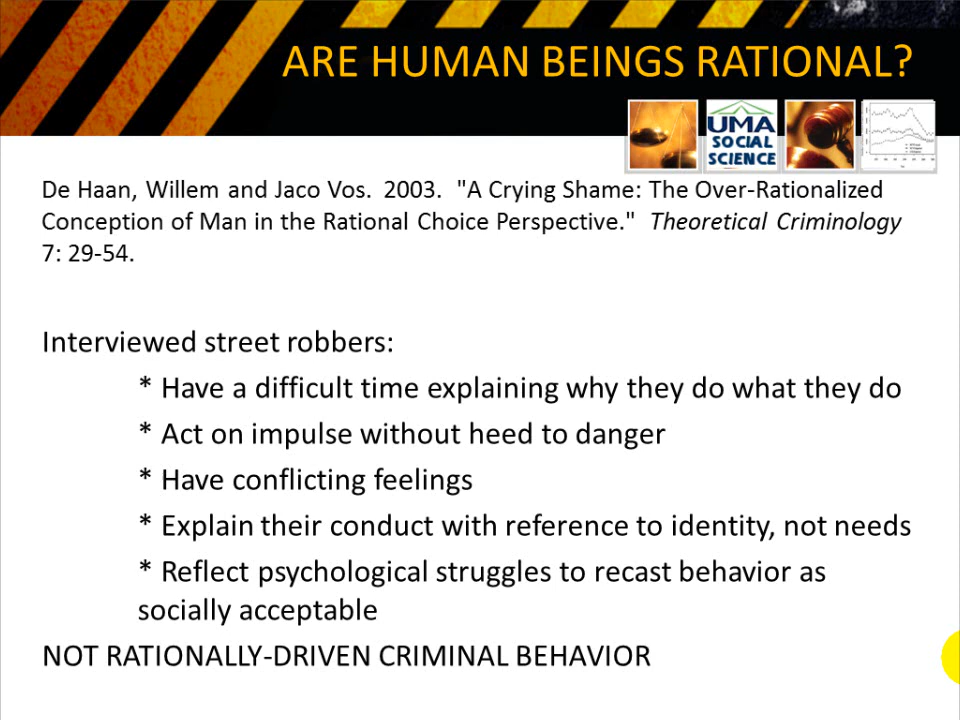 ARE HUMAN BEINGS RATIONAL?
UMA
SOCIAL
SCIENCE
De Haan, Willem and Jaco Vos.  2003.  "A Crying Shame: The Over-Rationalized
Conception of Man in the Rational Choice Perspective."  Theoretical Criminology
7: 29-54.
Interviewed street robbers:
* Have a difficult time explaining why they do what they do
* Act on impulse without heed to danger
* Have conflicting feelings
* Explain their conduct with reference to identity, not needs
* Reflect psychological struggles to recast behavior as
socially acceptable
NOT RATIONALLY-DRIVEN CRIMINAL BEHAVIOR